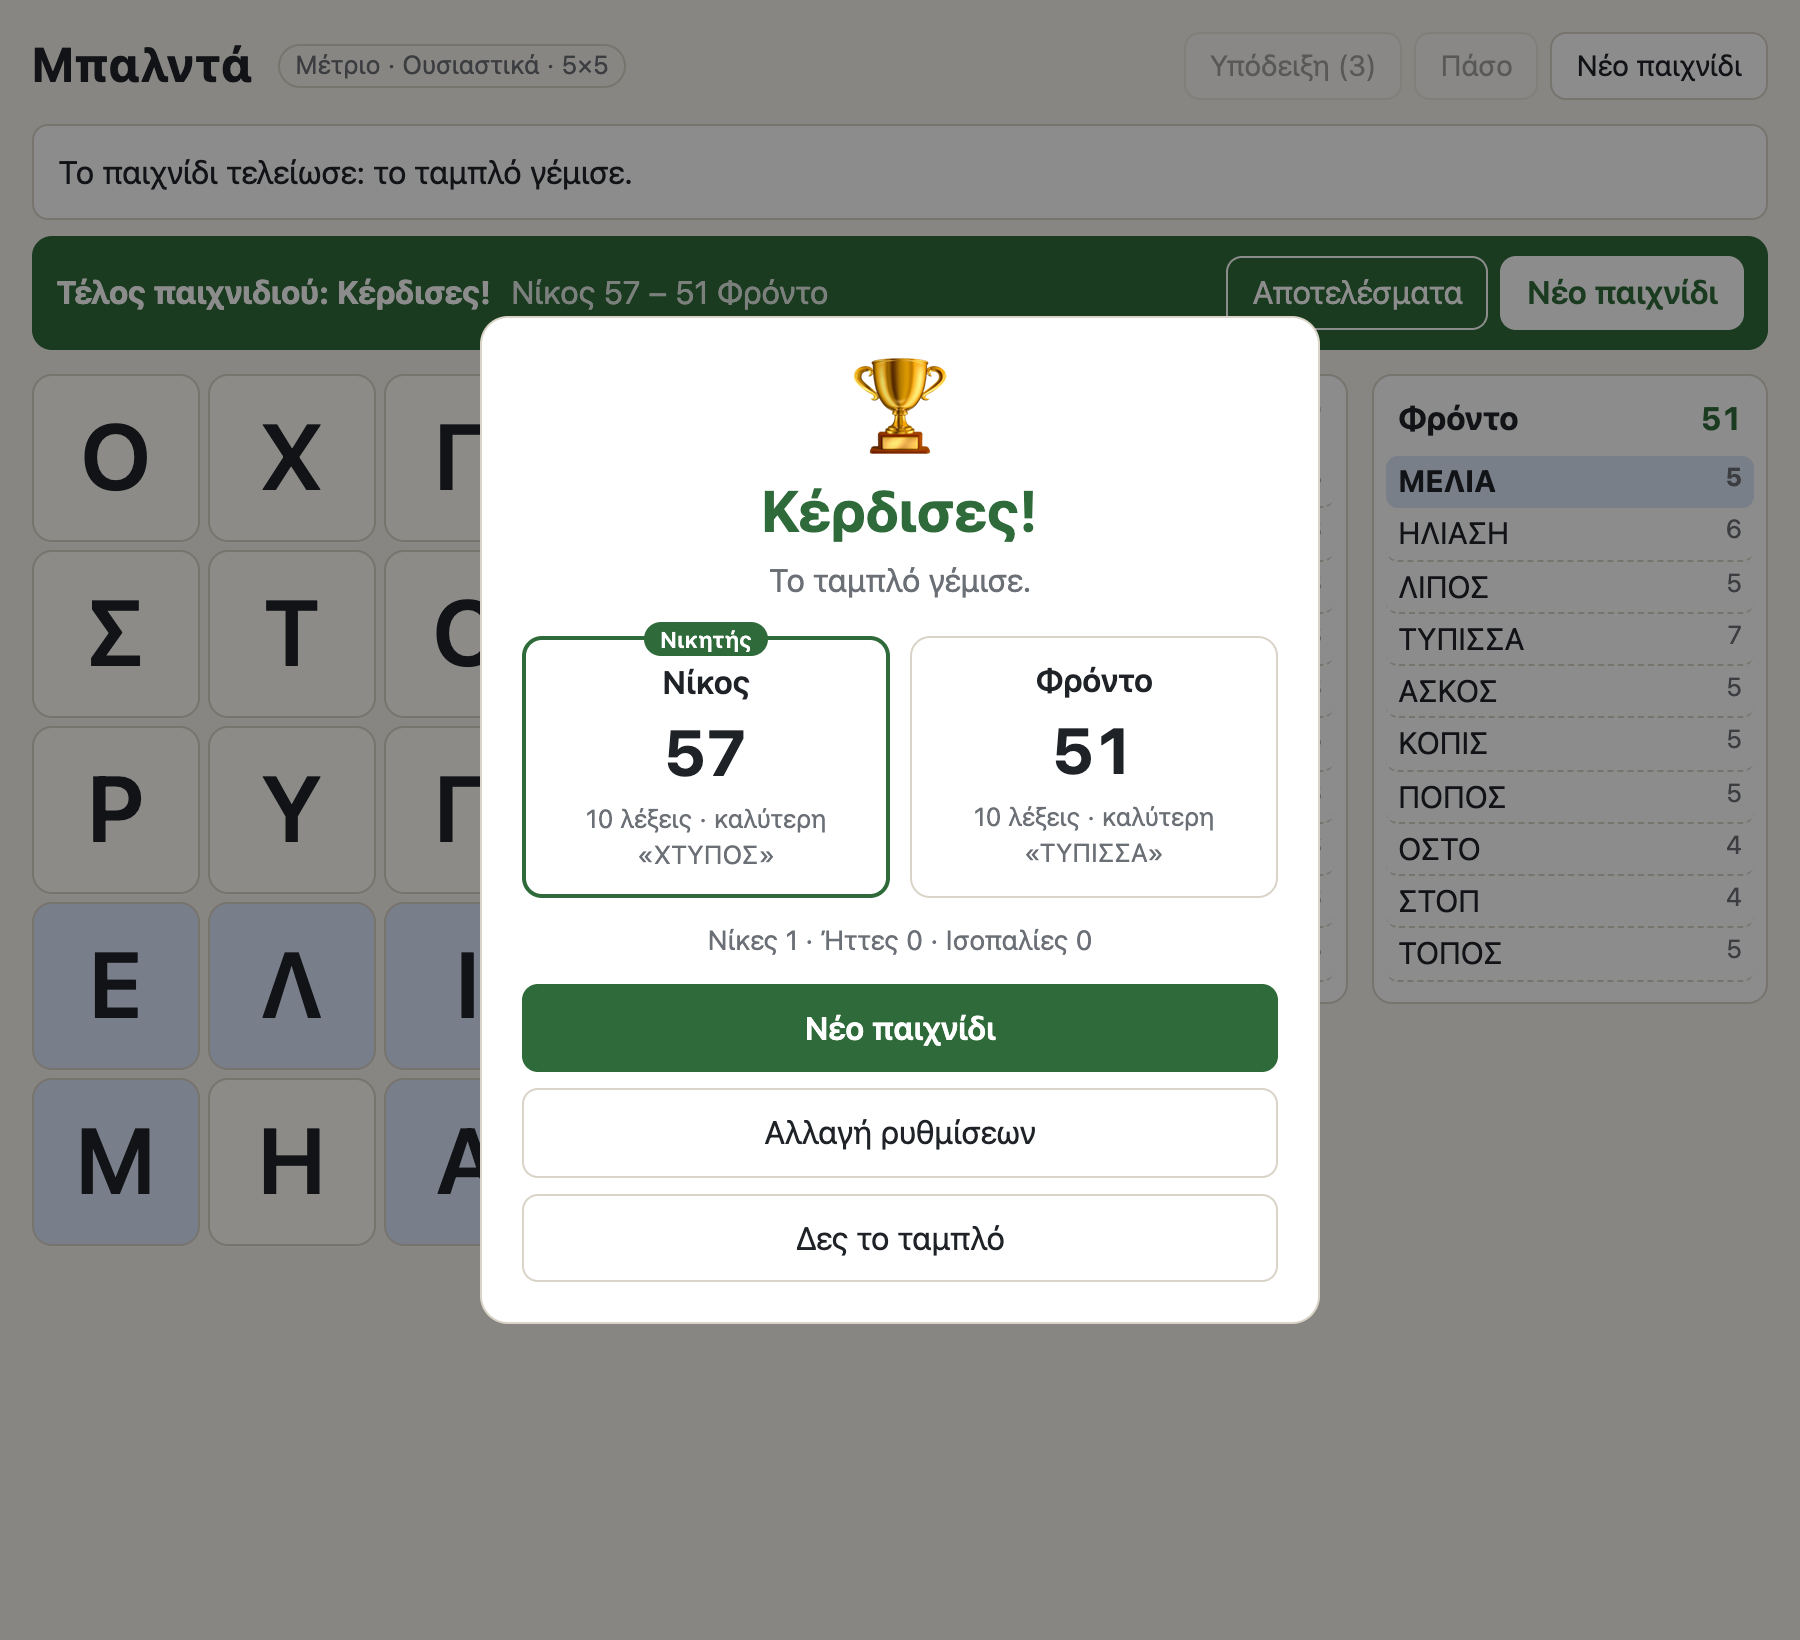 Μπαλντά
Μέτριο · Ουσιαστικά · 5×5
Υπόδειξη (3)
Πάσο
Νέο παιχνίδι
Το παιχνίδι τελείωσε: το ταμπλό γέμισε.
Τέλος παιχνιδιού: Κέρδισες! Νίκος 57 – 51 Φρόντο
Αποτελέσματα
Νέο παιχνίδι
Ο Χ
Σ Τ
Ρ Υ
Ε Λ Ι
Μ Η Α
Κέρδισες!
Το ταμπλό γέμισε.
Νικητής
Νίκος
57
10 λέξεις · καλύτερη
«ΧΤΥΠΟΣ»
Φρόντο
51
10 λέξεις · καλύτερη
«ΤΥΠΙΣΣΑ»
Νίκες 1 · Ήττες 0 · Ισοπαλίες 0
Νέο παιχνίδι
Αλλαγή ρυθμίσεων
Δες το ταμπλό
Φρόντο 51
ΜΕΛΙΑ 5
ΗΛΙΑΣΗ 6
ΛΙΠΟΣ 5
ΤΥΠΙΣΣΑ 7
ΑΣΚΟΣ 5
ΚΟΠΙΣ 5
ΠΟΠΟΣ 5
ΟΣΤΟ 4
ΣΤΟΠ 4
ΤΟΠΟΣ 5